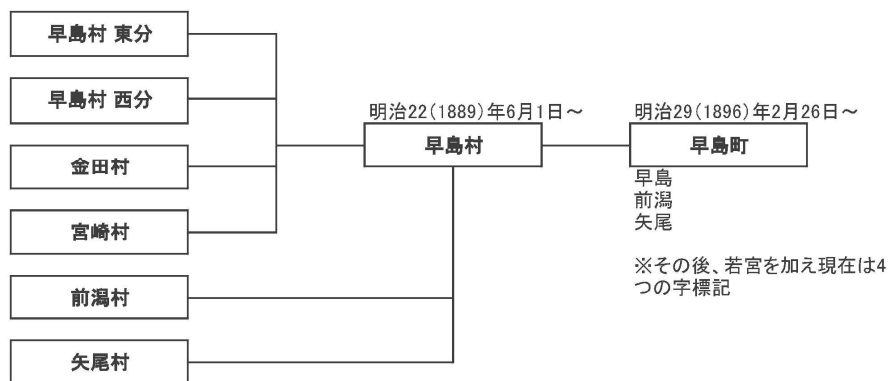 早島村 東分
早島村 西分
金田村
宮崎村
前潟村
矢尾村
明治22(1889)年6月1日～
早島村
明治29(1896)年2月26日～
早島町
早島
前潟
矢尾
※その後、若宮を加え現在は4
つの字標記